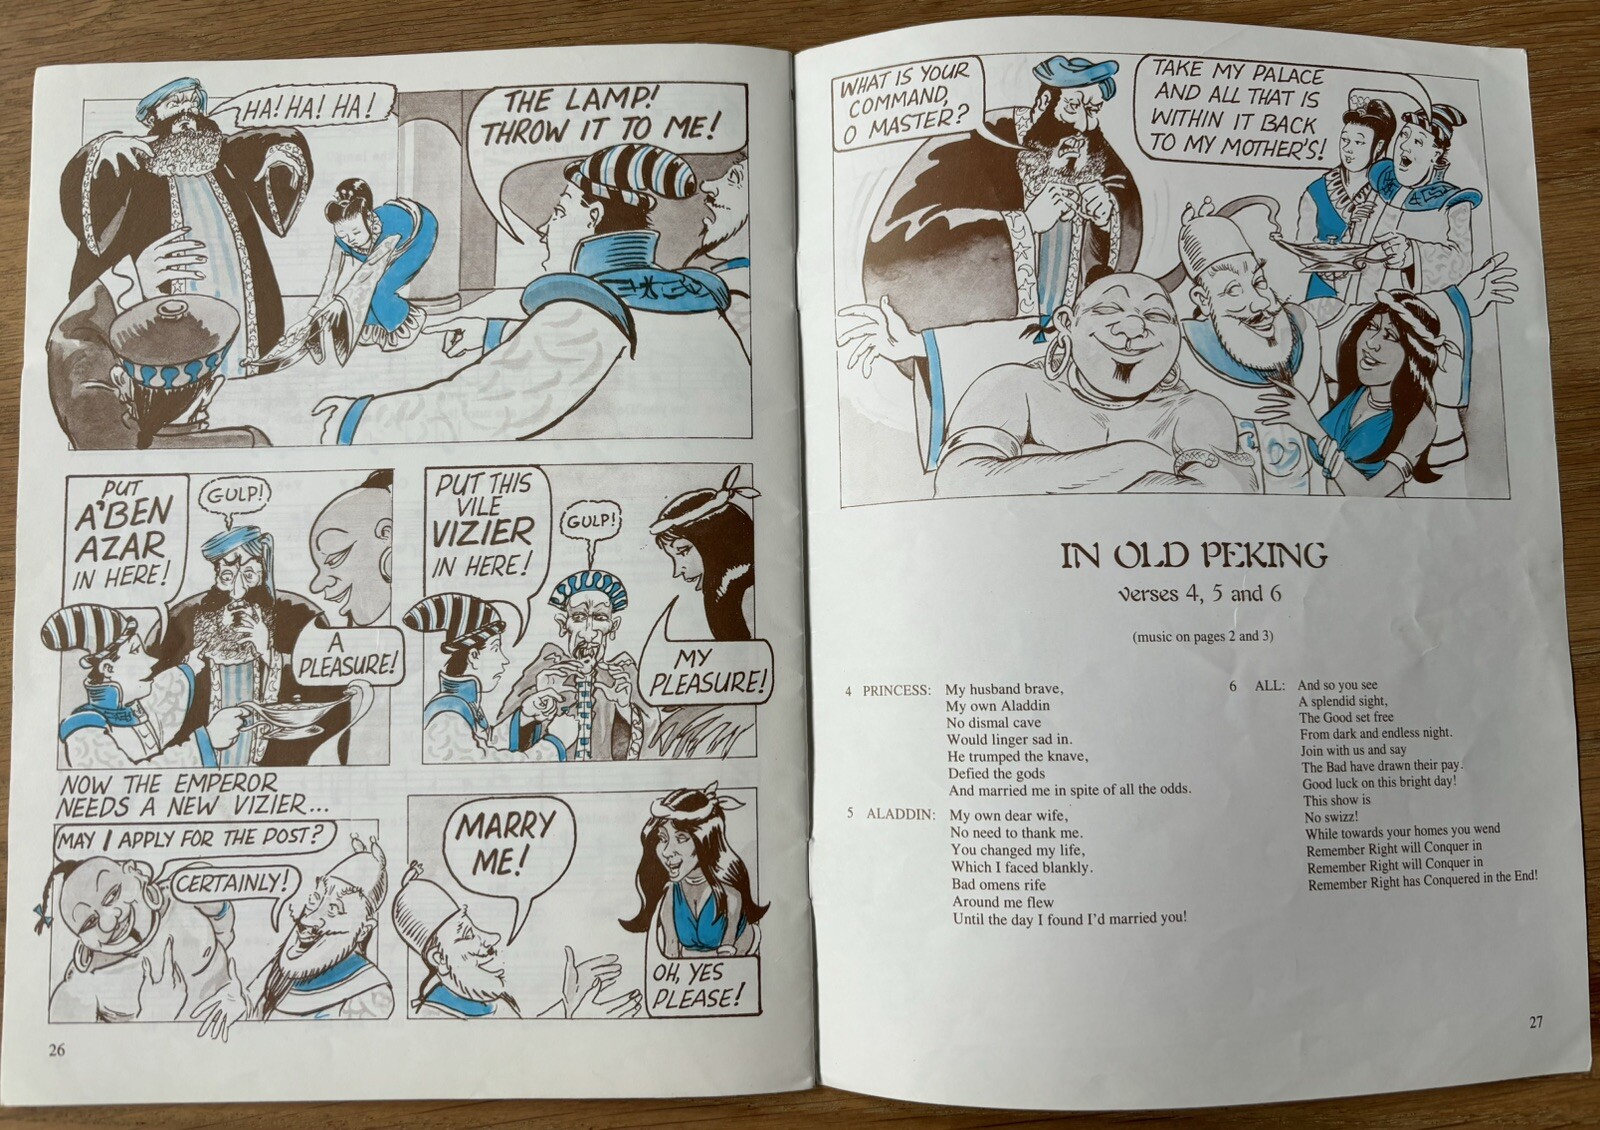 HA! HA! HA!
THE LAMP!
THROW IT TO ME!
PUT
A'BEN
AZAR
IN HERE!
GULP!
A
PLEASURE!
PUT THIS
VILE
VIZIER
IN HERE!
GULP!
MY
PLEASURE!
NOW THE EMPEROR
NEEDS A NEW VIZIER...
MAY I APPLY FOR THE POST?
CERTAINLY!
MARRY
ME!
OH, YES
PLEASE!
26
WHAT IS YOUR
COMMAND,
O MASTER?
TAKE MY PALACE
AND ALL THAT IS
WITHIN IT BACK
TO MY MOTHER'S!
IN OLD PEKING
verses 4, 5 and 6
(music on pages 2 and 3)
4 PRINCESS: My husband brave,
My own Aladdin
No dismal cave
Would linger sad in.
He trumped the knave,
Defied the gods
And married me in spite of all the odds.
5 ALADDIN: My own dear wife,
No need to thank me.
You changed my life,
Which I faced blankly.
Bad omens rife
Around me flew
Until the day I found I'd married you!
6 ALL: And so you see
A splendid sight,
The Good set free
From dark and endless night.
Join with us and say
The Bad have drawn their pay.
Good luck on this bright day!
This show is
No swizz!
While towards your homes you wend
Remember Right will Conquer in
Remember Right will Conquer in
Remember Right has Conquered in the End!
27